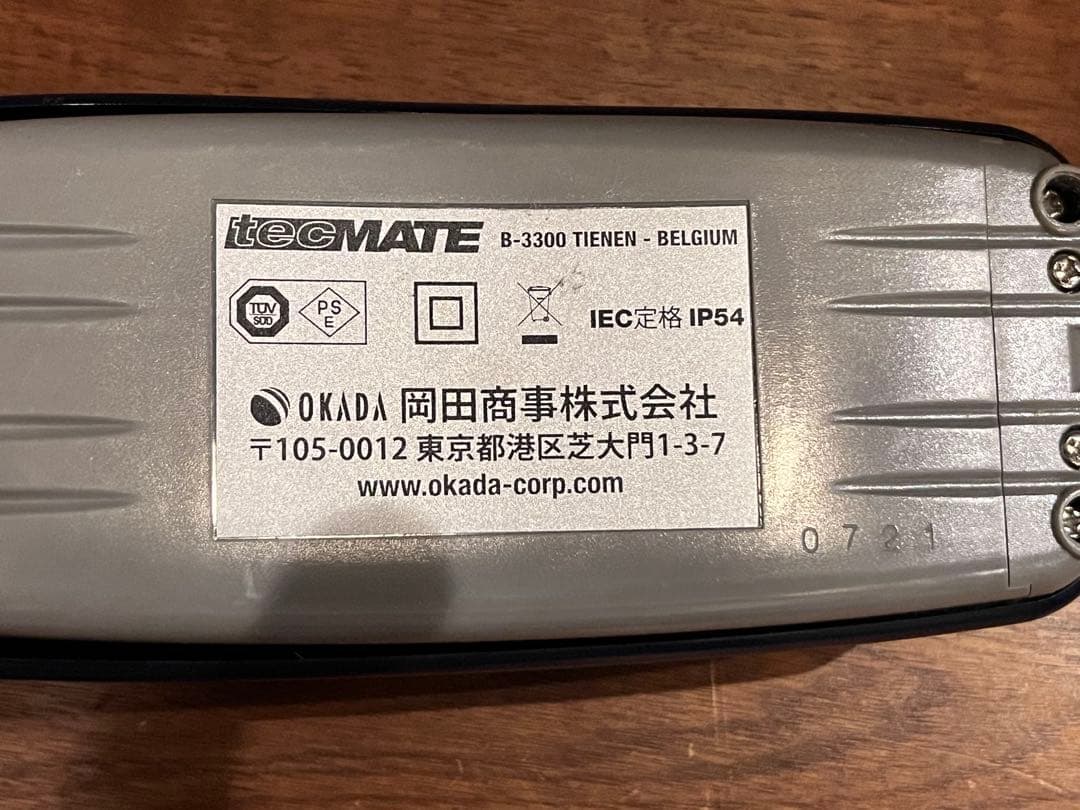 tecMATE B-3300 TIENEN - BELGIUM
TÜV SÜD PS E IEC定格 IP54
OKADA 岡田商事株式会社
〒105-0012 東京都港区芝大門1-3-7
www.okada-corp.com
0721